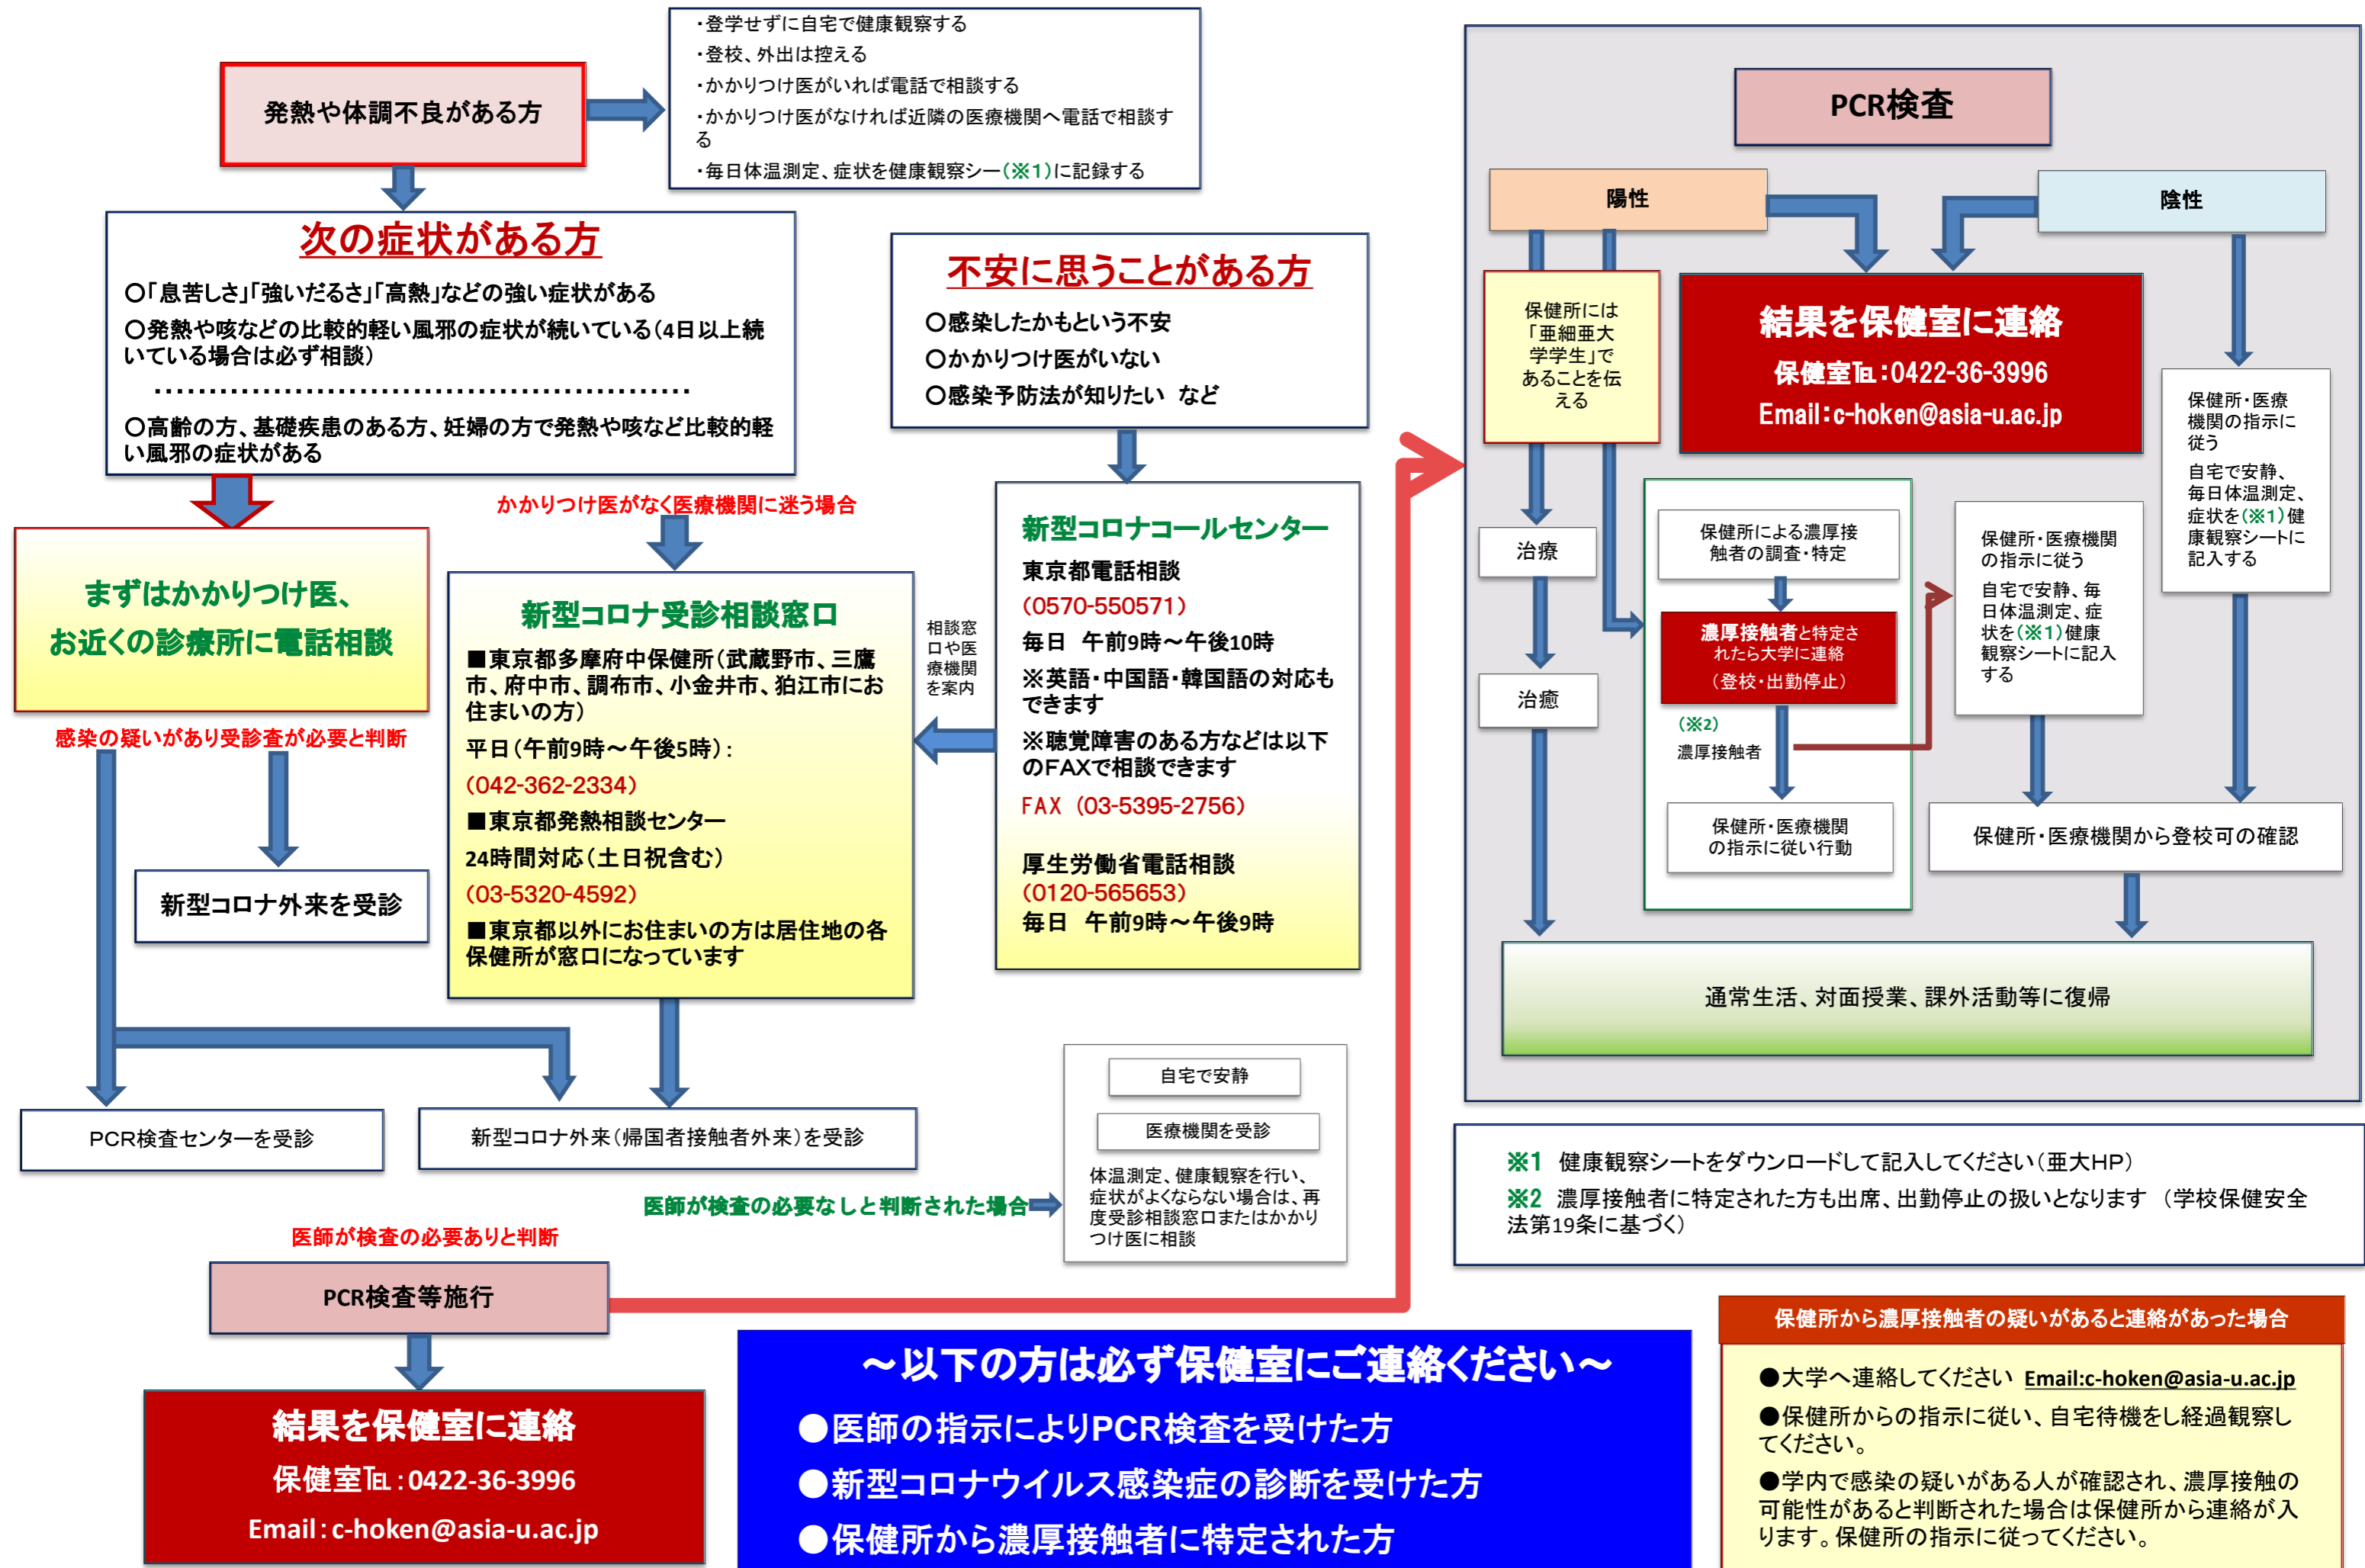 発熱や体調不良がある方
・登学せずに自宅で健康観察する
・登校、外出は控える
・かかりつけ医がいれば電話で相談する
・かかりつけ医がなければ近隣の医療機関へ電話で相談す
る
・毎日体温測定、症状を健康観察シー(※1)に記録する
次の症状がある方
〇「息苦しさ」「強いだるさ」「高熱」などの強い症状がある
〇発熱や咳などの比較的軽い風邪の症状が続いている(4日以上続
いている場合は必ず相談)
………………………………………………
〇高齢の方、基礎疾患のある方、妊婦の方で発熱や咳など比較的軽
い風邪の症状がある
不安に思うことがある方
〇感染したかもという不安
〇かかりつけ医がいない
〇感染予防法が知りたい など
まずはかかりつけ医、
お近くの診療所に電話相談
感染の疑いがあり受診査が必要と判断
新型コロナ外来を受診
かかりつけ医がなく医療機関に迷う場合
新型コロナ受診相談窓口
■東京都多摩府中保健所(武蔵野市、三鷹
市、府中市、調布市、小金井市、狛江市にお
住まいの方)
平日(午前9時～午後5時):
(042-362-2334)
■東京都発熱相談センター
24時間対応(土日祝含む)
(03-5320-4592)
■東京都以外にお住まいの方は居住地の各
保健所が窓口になっています
相談窓
口や医
療機関
を案内
新型コロナコールセンター
東京都電話相談
(0570-550571)
毎日 午前9時～午後10時
※英語・中国語・韓国語の対応も
できます
※聴覚障害のある方などは以下
のFAXで相談できます
FAX (03-5395-2756)
厚生労働省電話相談
(0120-565653)
毎日 午前9時～午後9時
PCR検査センターを受診
新型コロナ外来(帰国者接触者外来)を受診
医師が検査の必要なしと判断された場合
自宅で安静
医療機関を受診
体温測定、健康観察を行い、
症状がよくならない場合は、再
度受診相談窓口またはかかり
つけ医に相談
医師が検査の必要ありと判断
PCR検査等施行
結果を保健室に連絡
保健室℡:0422-36-3996
Email:c-hoken@asia-u.ac.jp
～以下の方は必ず保健室にご連絡ください～
●医師の指示によりPCR検査を受けた方
●新型コロナウイルス感染症の診断を受けた方
●保健所から濃厚接触者に特定された方
PCR検査
陽性
陰性
保健所には
「亜細亜大
学学生」で
あることを伝
える
結果を保健室に連絡
保健室℡:0422-36-3996
Email:c-hoken@asia-u.ac.jp
保健所・医療
機関の指示に
従う
自宅で安静、
毎日体温測定、
症状を(※1)健
康観察シートに
記入する
治療
治癒
保健所による濃厚接
触者の調査・特定
濃厚接触者と特定さ
れたら大学に連絡
(登校・出勤停止)
(※2)
濃厚接触者
保健所・医療機関
の指示に従い行動
保健所・医療機関
の指示に従う
自宅で安静、毎
日体温測定、症
状を(※1)健康
観察シートに記入
する
保健所・医療機関から登校可の確認
通常生活、対面授業、課外活動等に復帰
※1 健康観察シートをダウンロードして記入してください(亜大HP)
※2 濃厚接触者に特定された方も出席、出勤停止の扱いとなります (学校保健安全
法第19条に基づく)
保健所から濃厚接触者の疑いがあると連絡があった場合
●大学へ連絡してください Email:c-hoken@asia-u.ac.jp
●保健所からの指示に従い、自宅待機をし経過観察し
てください。
●学内で感染の疑いがある人が確認され、濃厚接触の
可能性があると判断された場合は保健所から連絡が入
ります。保健所の指示に従ってください。